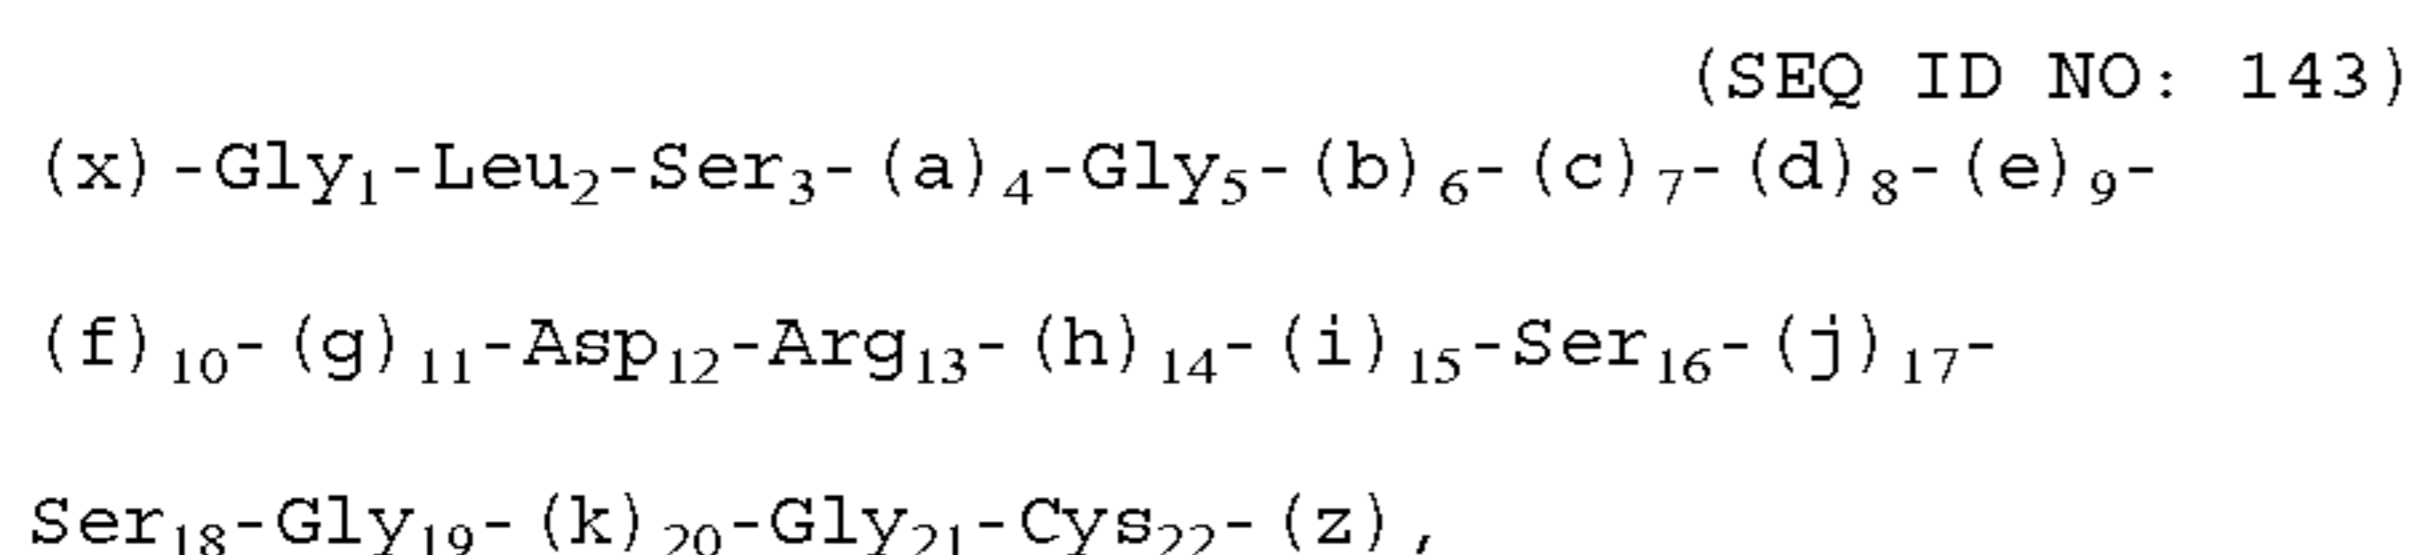 (SEQ ID NO: 143)
(x)-Gly₁-Leu₂-Ser₃-(a)₄-Gly₅-(b)₆-(c)₇-(d)₈-(e)₉-
(f)₁₀-(g)₁₁-Asp₁₂-Arg₁₃-(h)₁₄-(i)₁₅-Ser₁₆-(j)₁₇-
Ser₁₈-Gly₁₉-(k)₂₀-Gly₂₁-Cys₂₂-(z),